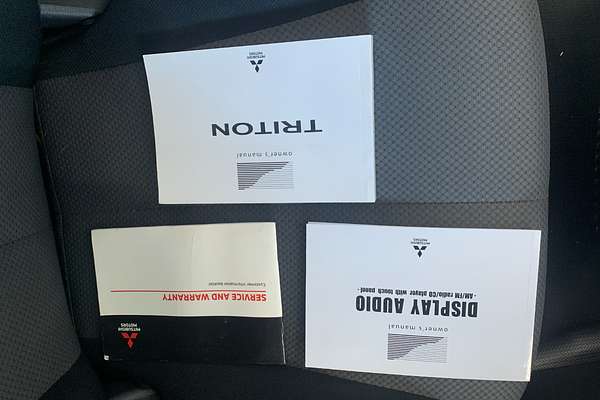 MITSUBISHI
MOTORS
TRITON
owner's manual
SERVICE AND WARRANTY
Customer information booklet
MITSUBISHI
MOTORS
MITSUBISHI
MOTORS
DISPLAY AUDIO
- AM/FM radio/CD player with touch panel -
owner's manual